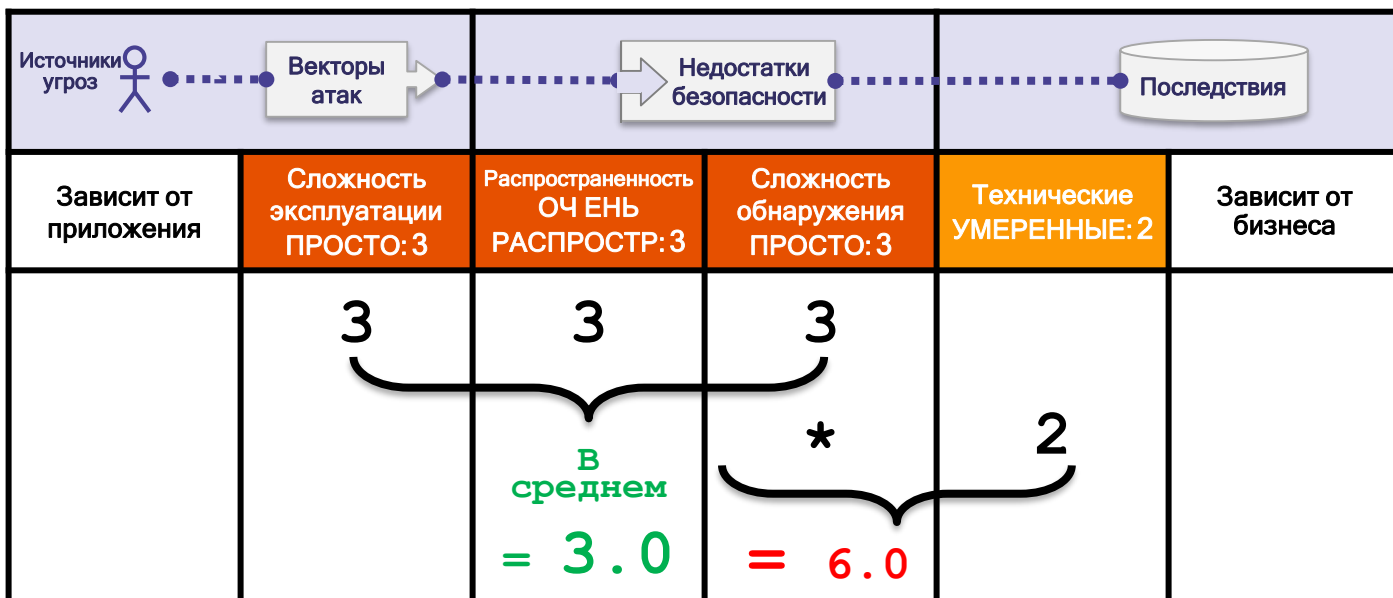 Источники
угроз
Векторы
атак
Недостатки
безопасности
Последствия
Зависит от
приложения
Сложность
эксплуатации
ПРОСТО: 3
Распространенность
ОЧ ЕНЬ
РАСПРОСТР: 3
Сложность
обнаружения
ПРОСТО: 3
Технические
УМЕРЕННЫЕ: 2
Зависит от
бизнеса
3 3 3
* 2
в
среднем
= 3.0 = 6.0